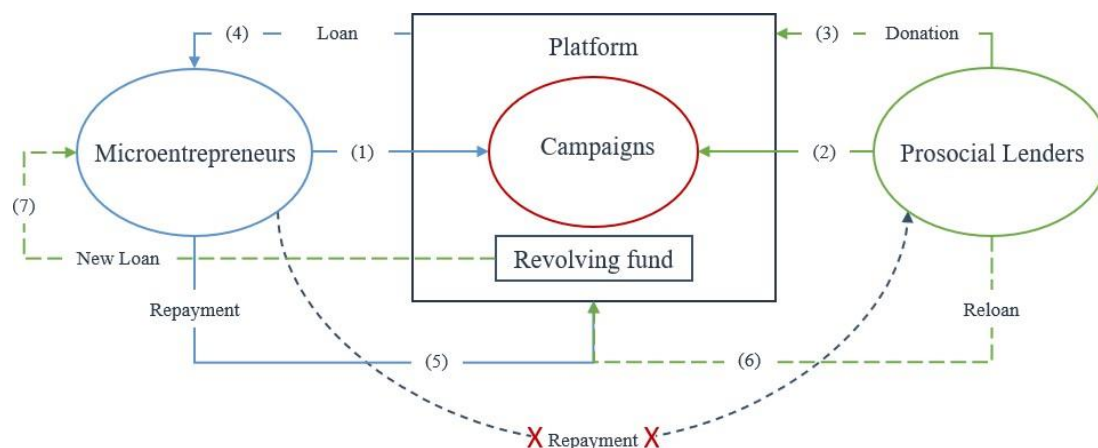 (4) Loan
(3) Donation
Platform
Microentrepreneurs
(1)
Campaigns
(2)
Prosocial Lenders
(7)
New Loan
Revolving fund
Repayment
Reloan
(5)
(6)
X Repayment X